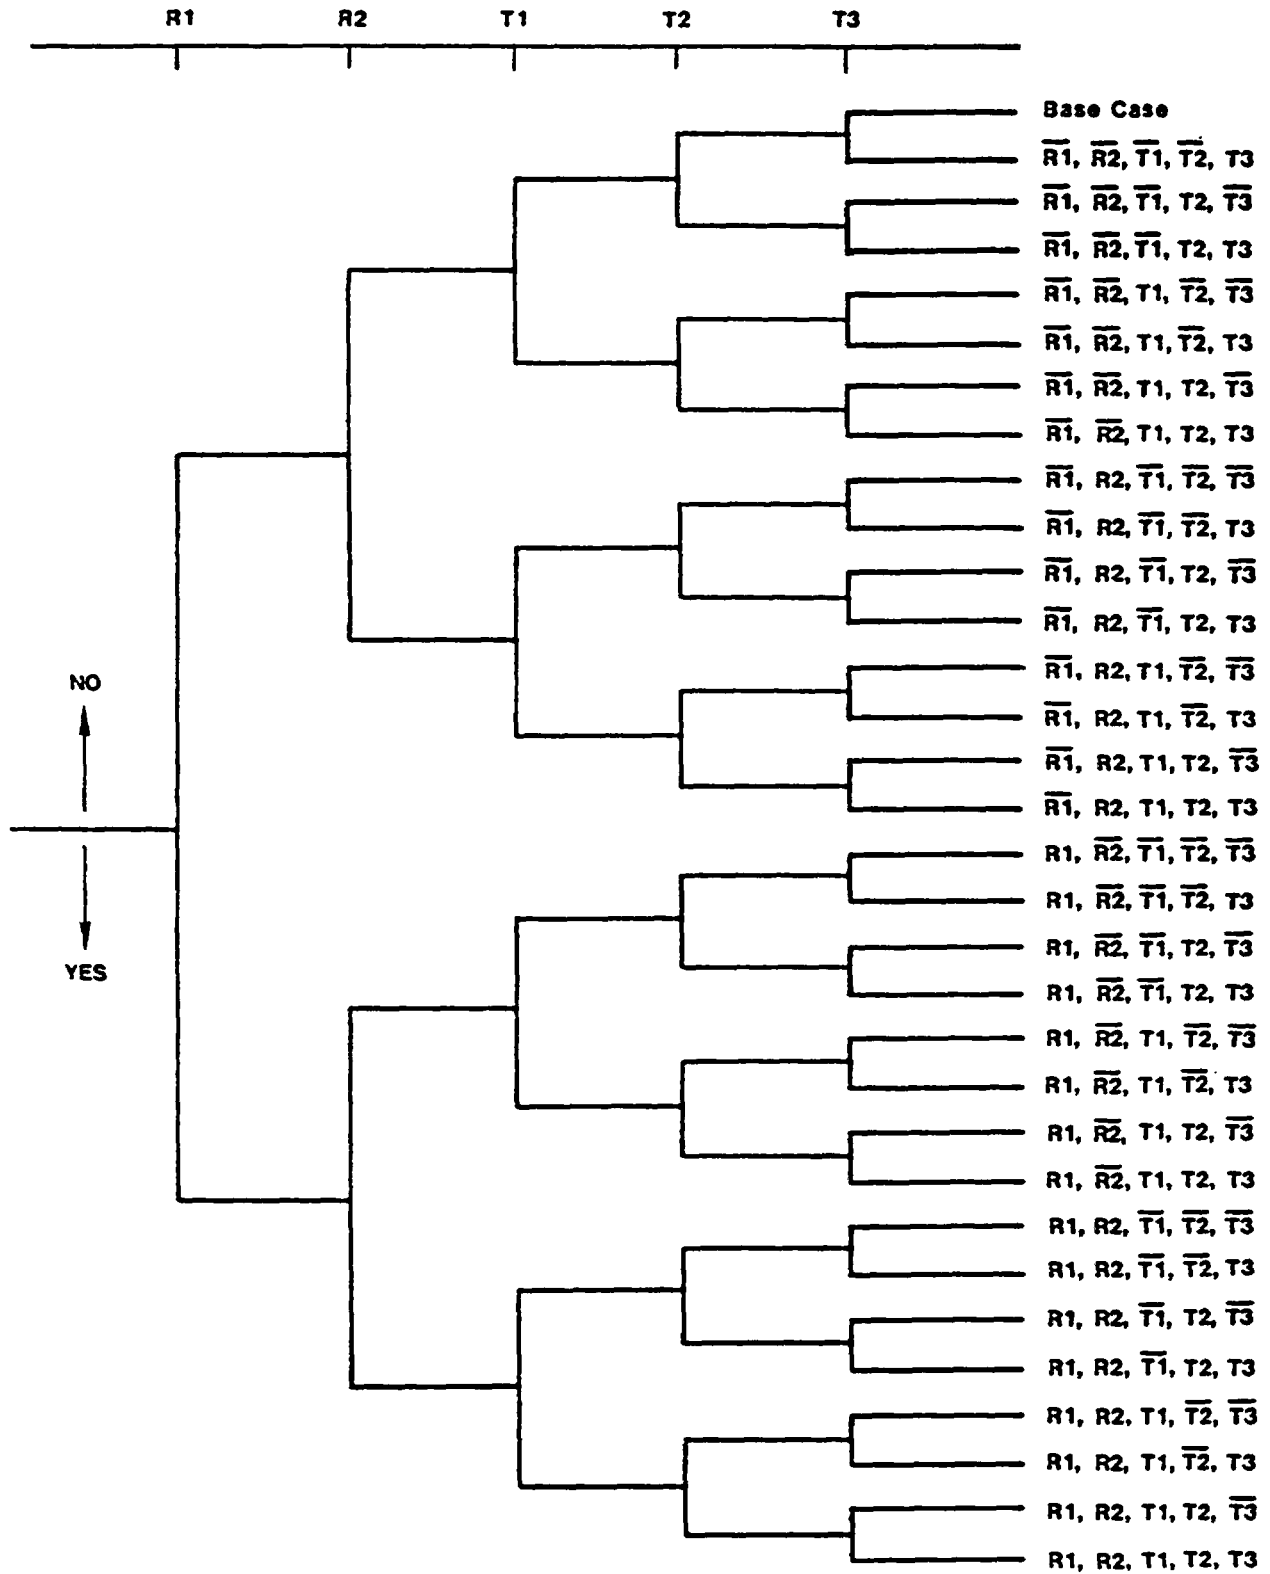 R1 R2 T1 T2 T3
Base Case
R̅1̅, R̅2̅, T̅1̅, T̅2̅, T3
R̅1̅, R̅2̅, T̅1̅, T2, T̅3̅
R̅1̅, R̅2̅, T̅1̅, T2, T3
R̅1̅, R̅2̅, T1, T̅2̅, T̅3̅
R̅1̅, R̅2̅, T1, T̅2̅, T3
R̅1̅, R̅2̅, T1, T2, T̅3̅
R̅1̅, R̅2̅, T1, T2, T3
R̅1̅, R2, T̅1̅, T̅2̅, T̅3̅
R̅1̅, R2, T̅1̅, T̅2̅, T3
R̅1̅, R2, T̅1̅, T2, T̅3̅
R̅1̅, R2, T̅1̅, T2, T3
R̅1̅, R2, T1, T̅2̅, T̅3̅
NO
R̅1̅, R2, T1, T̅2̅, T3
R̅1̅, R2, T1, T2, T̅3̅
R̅1̅, R2, T1, T2, T3
R1, R̅2̅, T̅1̅, T̅2̅, T̅3̅
R1, R̅2̅, T̅1̅, T̅2̅, T3
R1, R̅2̅, T̅1̅, T2, T̅3̅
YES
R1, R̅2̅, T̅1̅, T2, T3
R1, R̅2̅, T1, T̅2̅, T̅3̅
R1, R̅2̅, T1, T̅2̅, T3
R1, R̅2̅, T1, T2, T̅3̅
R1, R̅2̅, T1, T2, T3
R1, R2, T̅1̅, T̅2̅, T̅3̅
R1, R2, T̅1̅, T̅2̅, T3
R1, R2, T̅1̅, T2, T̅3̅
R1, R2, T̅1̅, T2, T3
R1, R2, T1, T̅2̅, T̅3̅
R1, R2, T1, T̅2̅, T3
R1, R2, T1, T2, T̅3̅
R1, R2, T1, T2, T3